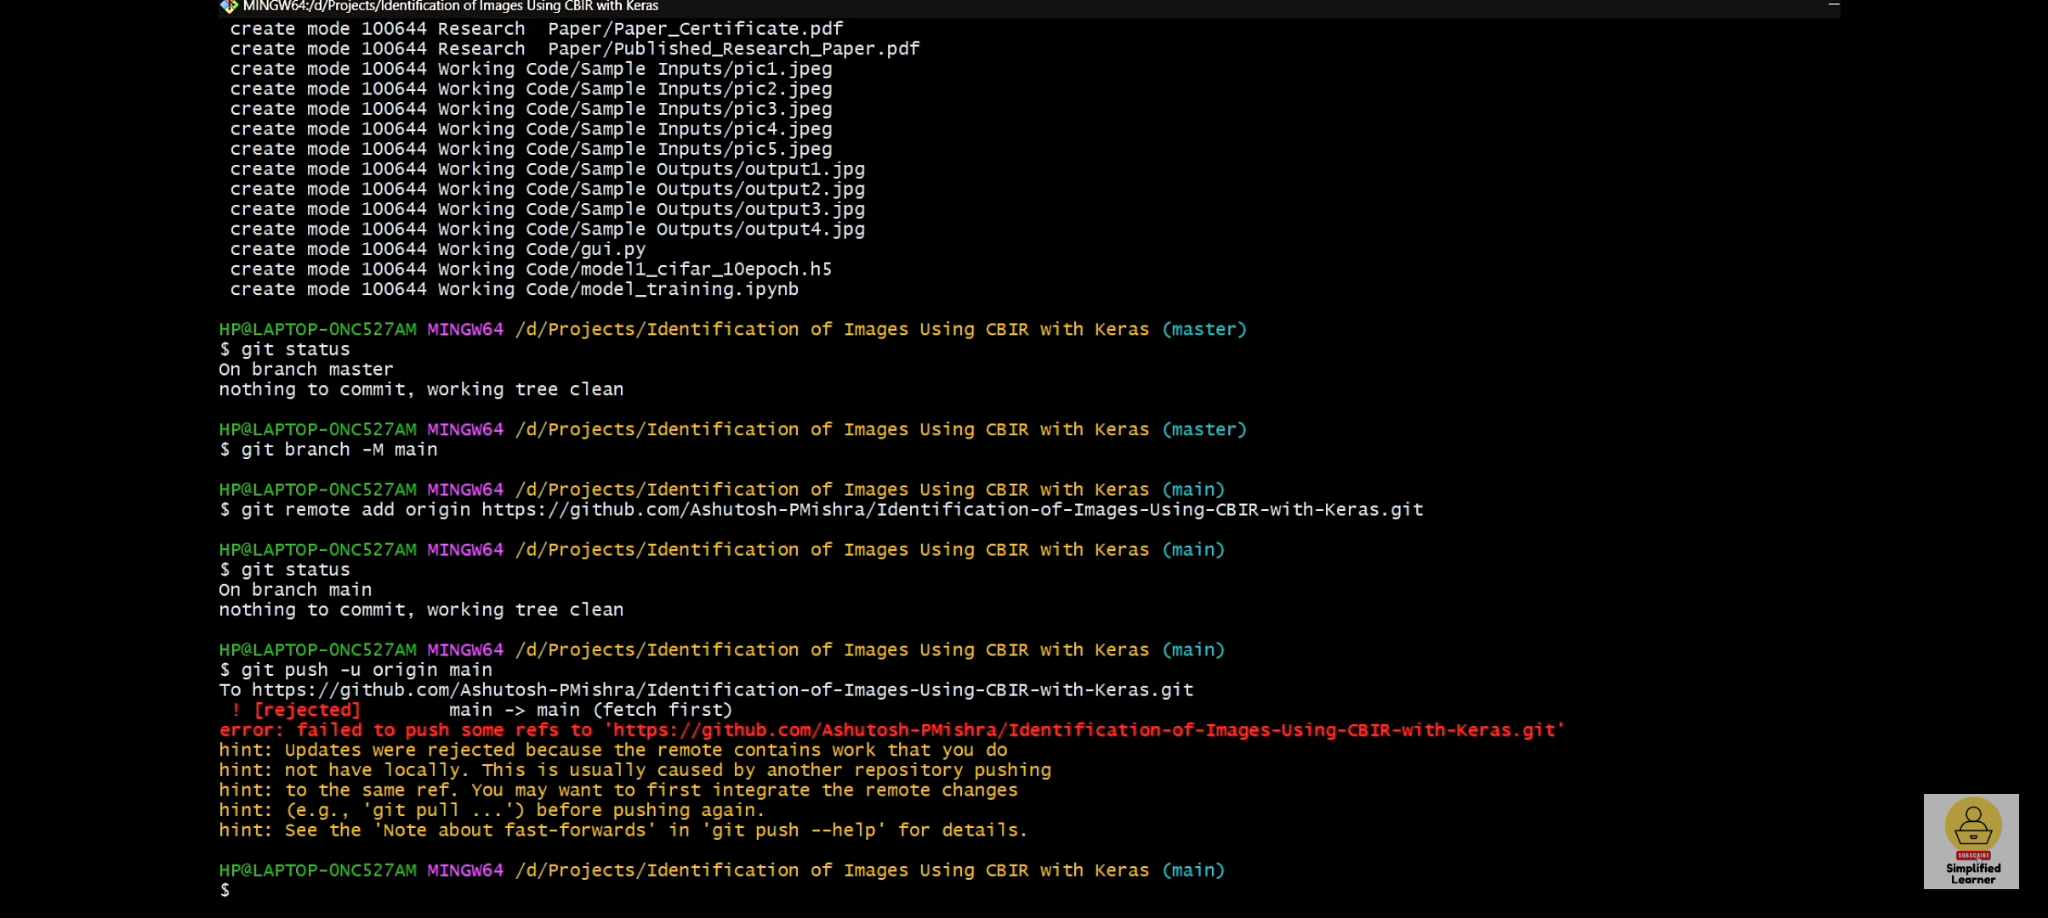 MINGW64:/d/Projects/Identification of Images Using CBIR with Keras
create mode 100644 Research  Paper/Paper_Certificate.pdf
create mode 100644 Research  Paper/Published_Research_Paper.pdf
create mode 100644 Working Code/Sample Inputs/pic1.jpeg
create mode 100644 Working Code/Sample Inputs/pic2.jpeg
create mode 100644 Working Code/Sample Inputs/pic3.jpeg
create mode 100644 Working Code/Sample Inputs/pic4.jpeg
create mode 100644 Working Code/Sample Inputs/pic5.jpeg
create mode 100644 Working Code/Sample Outputs/output1.jpg
create mode 100644 Working Code/Sample Outputs/output2.jpg
create mode 100644 Working Code/Sample Outputs/output3.jpg
create mode 100644 Working Code/Sample Outputs/output4.jpg
create mode 100644 Working Code/gui.py
create mode 100644 Working Code/model1_cifar_10epoch.h5
create mode 100644 Working Code/model_training.ipynb
HP@LAPTOP-0NC527AM MINGW64 /d/Projects/Identification of Images Using CBIR with Keras (master)
$ git status
On branch master
nothing to commit, working tree clean
HP@LAPTOP-0NC527AM MINGW64 /d/Projects/Identification of Images Using CBIR with Keras (master)
$ git branch -M main
HP@LAPTOP-0NC527AM MINGW64 /d/Projects/Identification of Images Using CBIR with Keras (main)
$ git remote add origin https://github.com/Ashutosh-PMishra/Identification-of-Images-Using-CBIR-with-Keras.git
HP@LAPTOP-0NC527AM MINGW64 /d/Projects/Identification of Images Using CBIR with Keras (main)
$ git status
On branch main
nothing to commit, working tree clean
HP@LAPTOP-0NC527AM MINGW64 /d/Projects/Identification of Images Using CBIR with Keras (main)
$ git push -u origin main
To https://github.com/Ashutosh-PMishra/Identification-of-Images-Using-CBIR-with-Keras.git
! [rejected]        main -> main (fetch first)
error: failed to push some refs to 'https://github.com/Ashutosh-PMishra/Identification-of-Images-Using-CBIR-with-Keras.git'
hint: Updates were rejected because the remote contains work that you do
hint: not have locally. This is usually caused by another repository pushing
hint: to the same ref. You may want to first integrate the remote changes
hint: (e.g., 'git pull ...') before pushing again.
hint: See the 'Note about fast-forwards' in 'git push --help' for details.
HP@LAPTOP-0NC527AM MINGW64 /d/Projects/Identification of Images Using CBIR with Keras (main)
$
SUBSCRIBE
Simplified
Learner